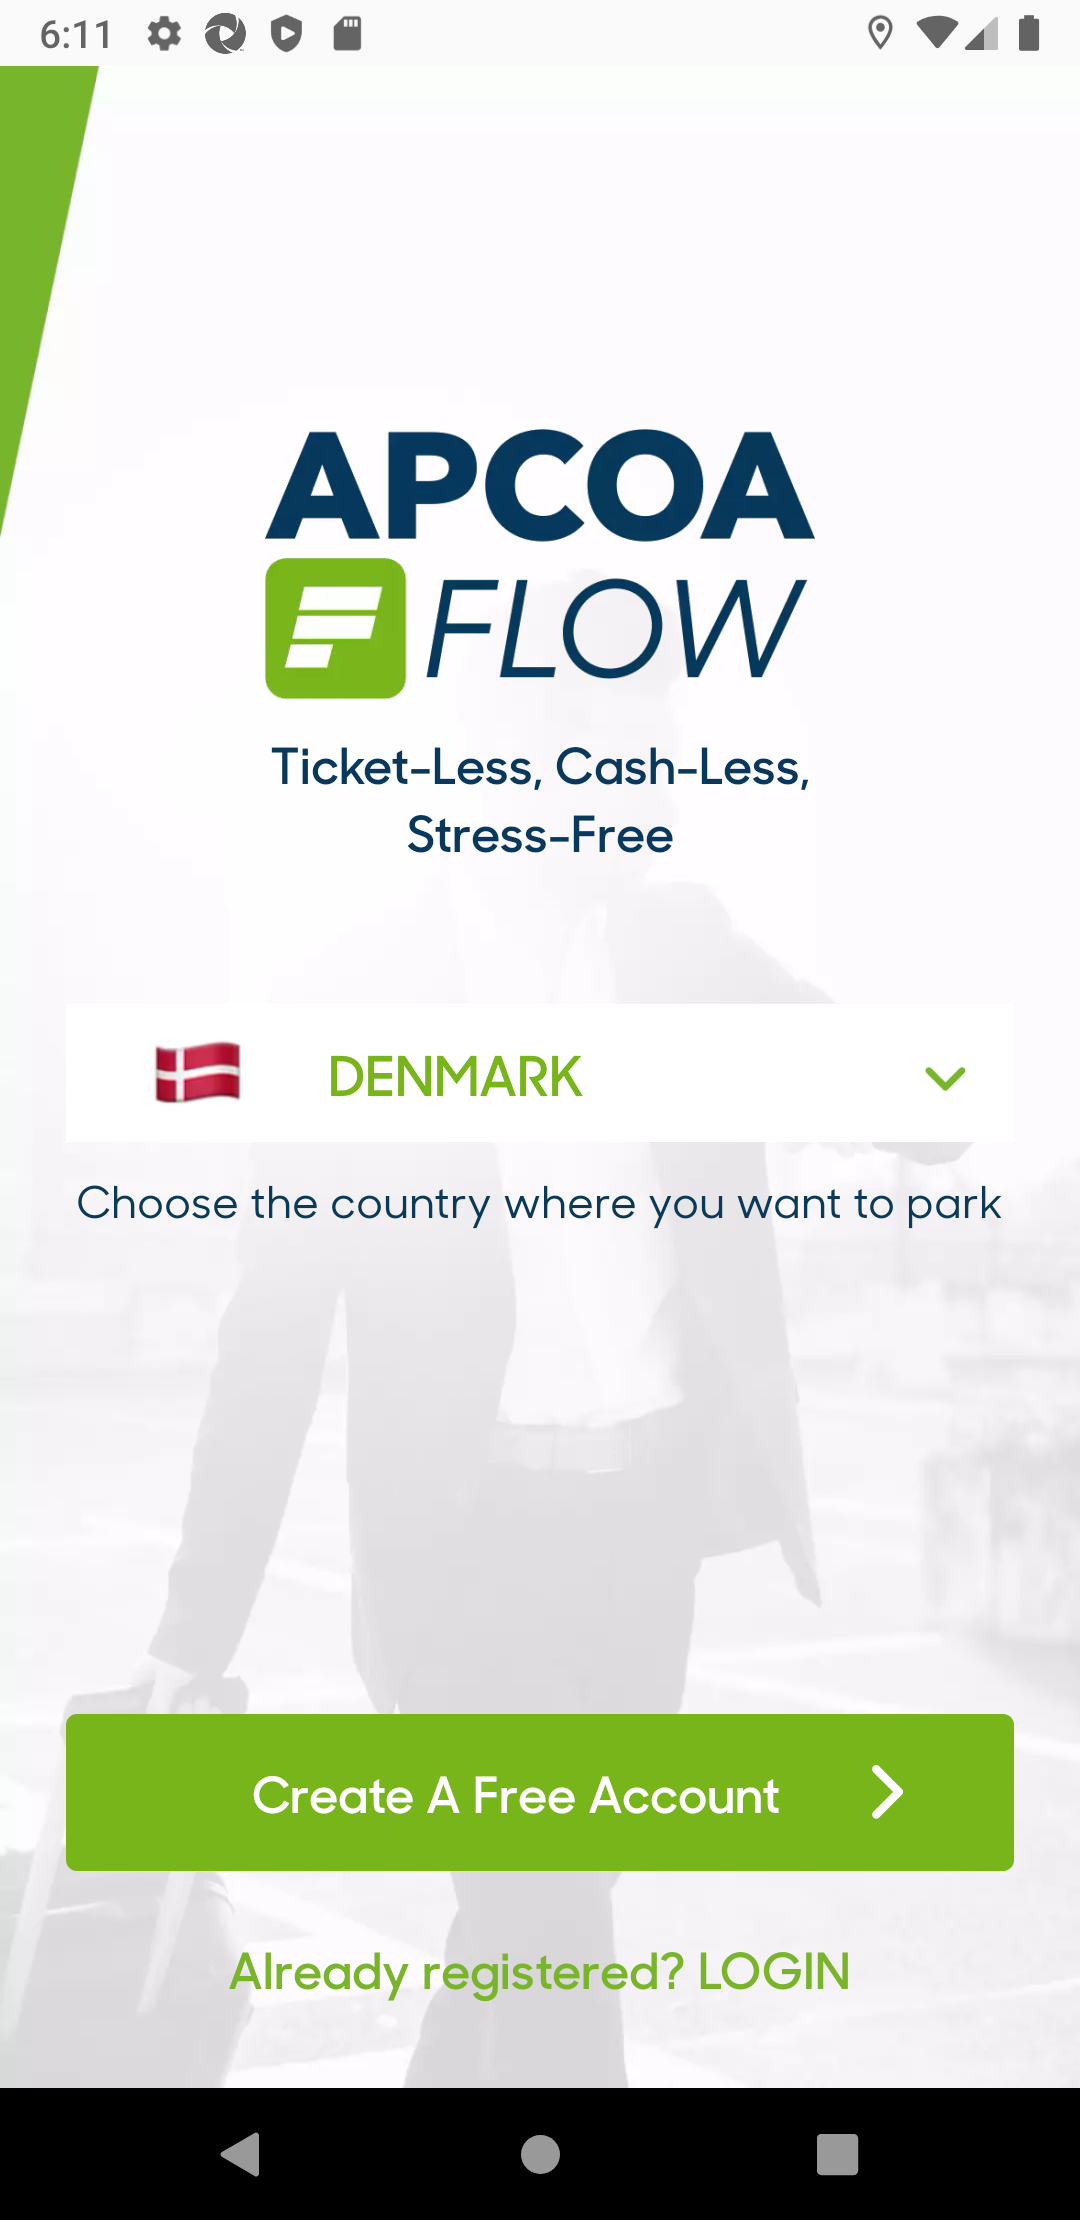 6:11
APCOA
FLOW
Ticket-Less, Cash-Less,
Stress-Free
DENMARK
Choose the country where you want to park
Create A Free Account
Already registered? LOGIN